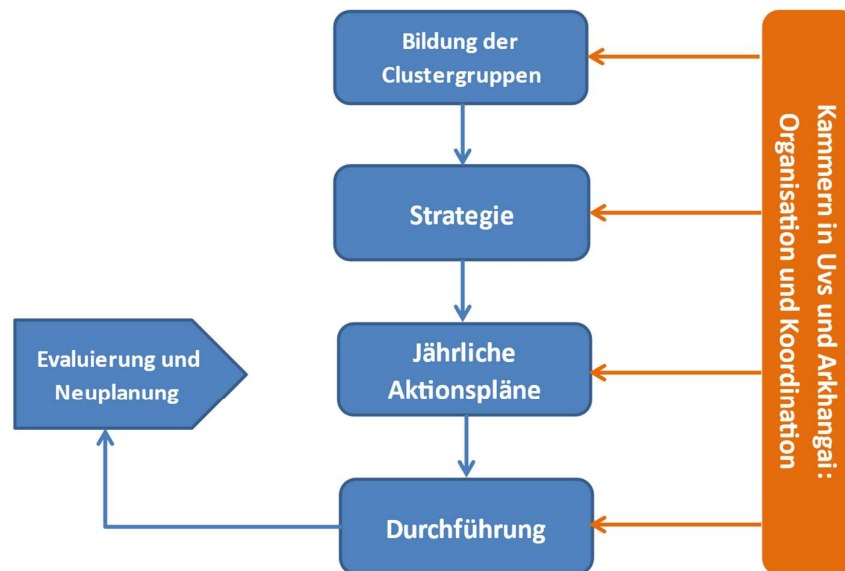 Bildung der
Clustergruppen
Strategie
Jährliche
Aktionspläne
Evaluierung und
Neuplanung
Durchführung
Kammern in Uvs und Arkhangai:
Organisation und Koordination